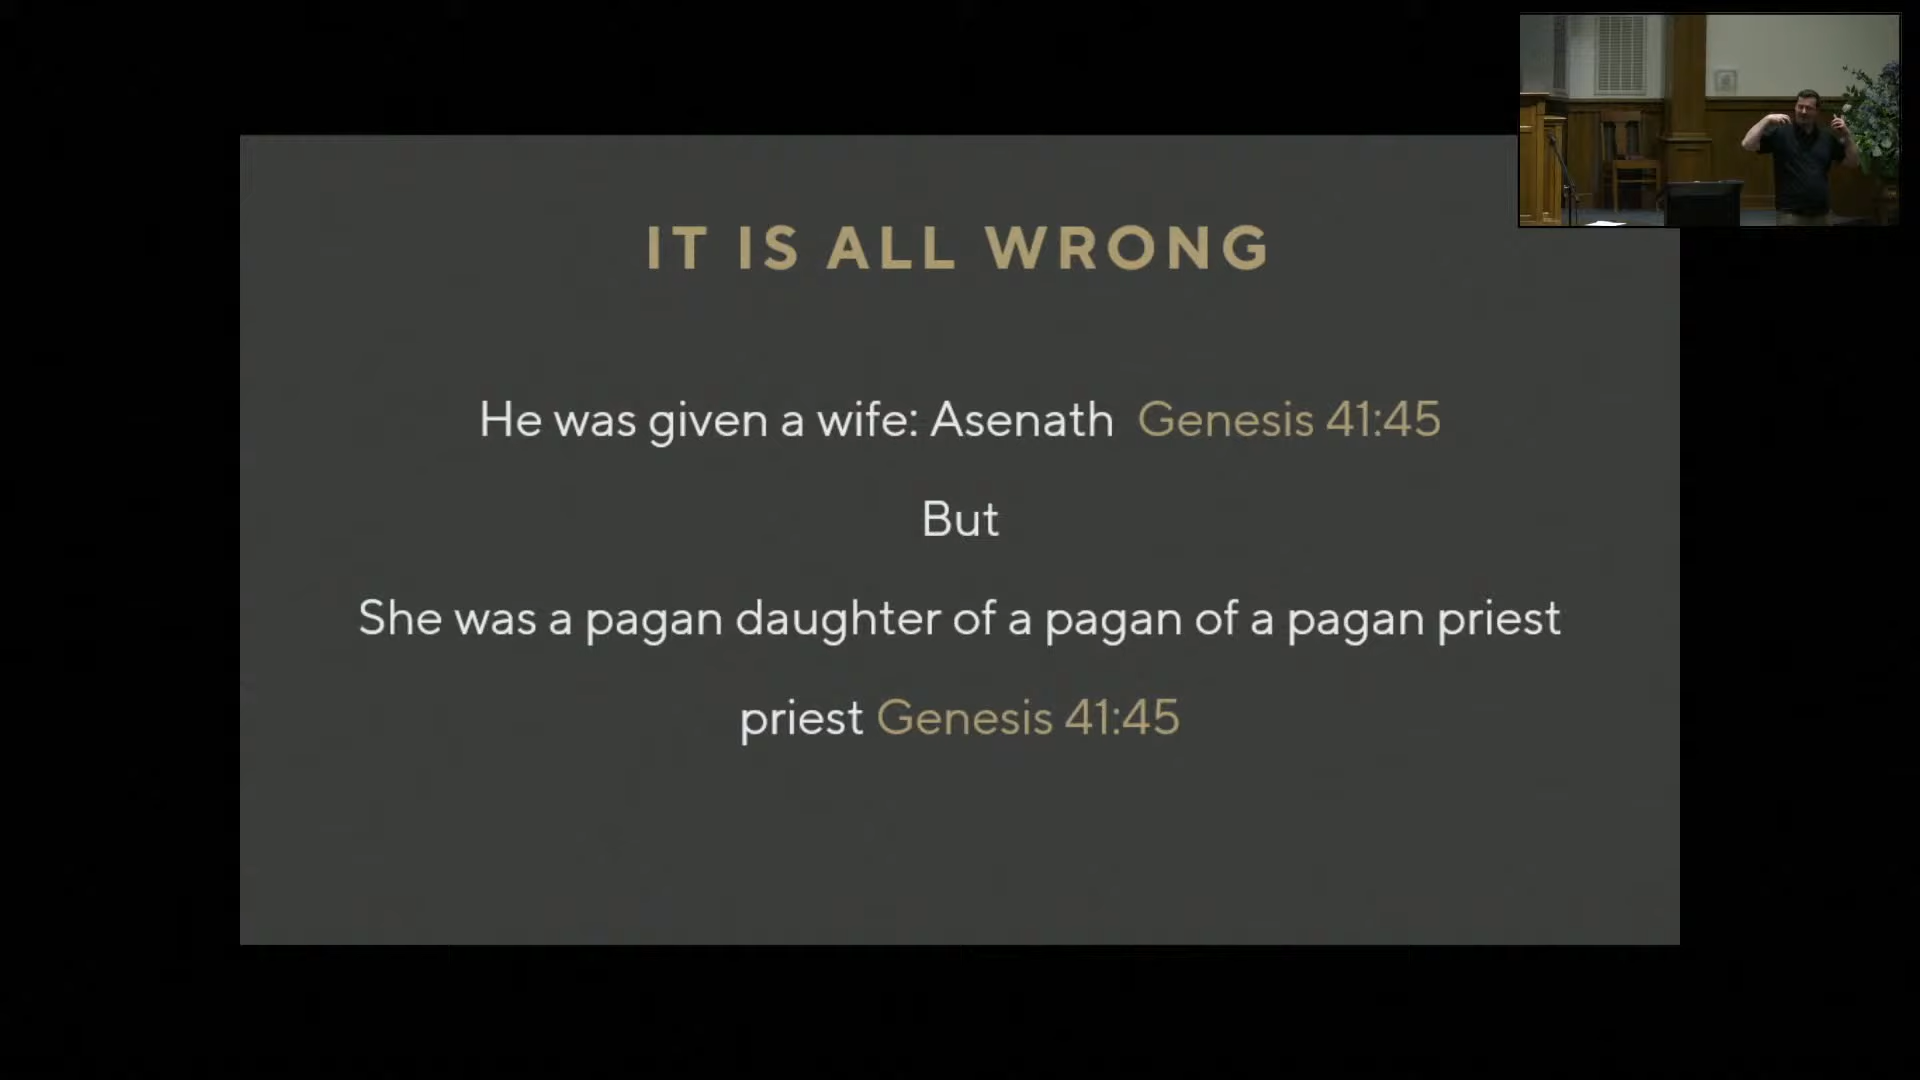 IT IS ALL WRONG
He was given a wife: Asenath Genesis 41:45
But
She was a pagan daughter of a pagan of a pagan priest
priest Genesis 41:45